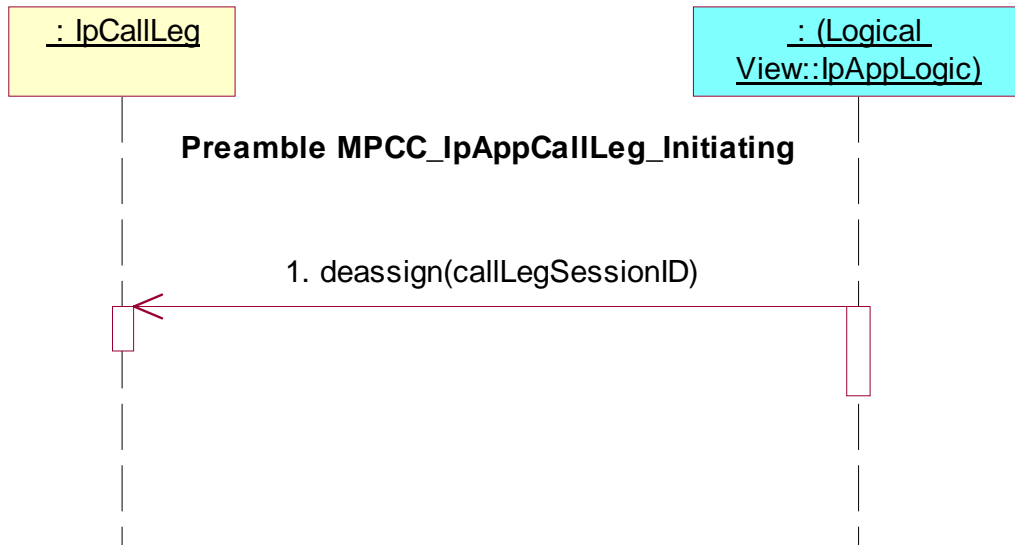 : IpCallLeg
: (Logical
View::IpAppLogic)
Preamble MPCC_IpAppCallLeg_Initiating
1. deassign(callLegSessionID)